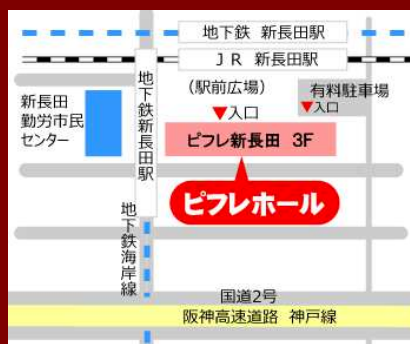 地下鉄 新長田駅
JR 新長田駅
(駅前広場)
有料駐車場
▼入口
▼入口
新長田
勤労市民
センター
地下鉄新長田駅
ピフレ新長田 3F
ピフレホール
地下鉄海岸線
国道2号
阪神高速道路 神戸線